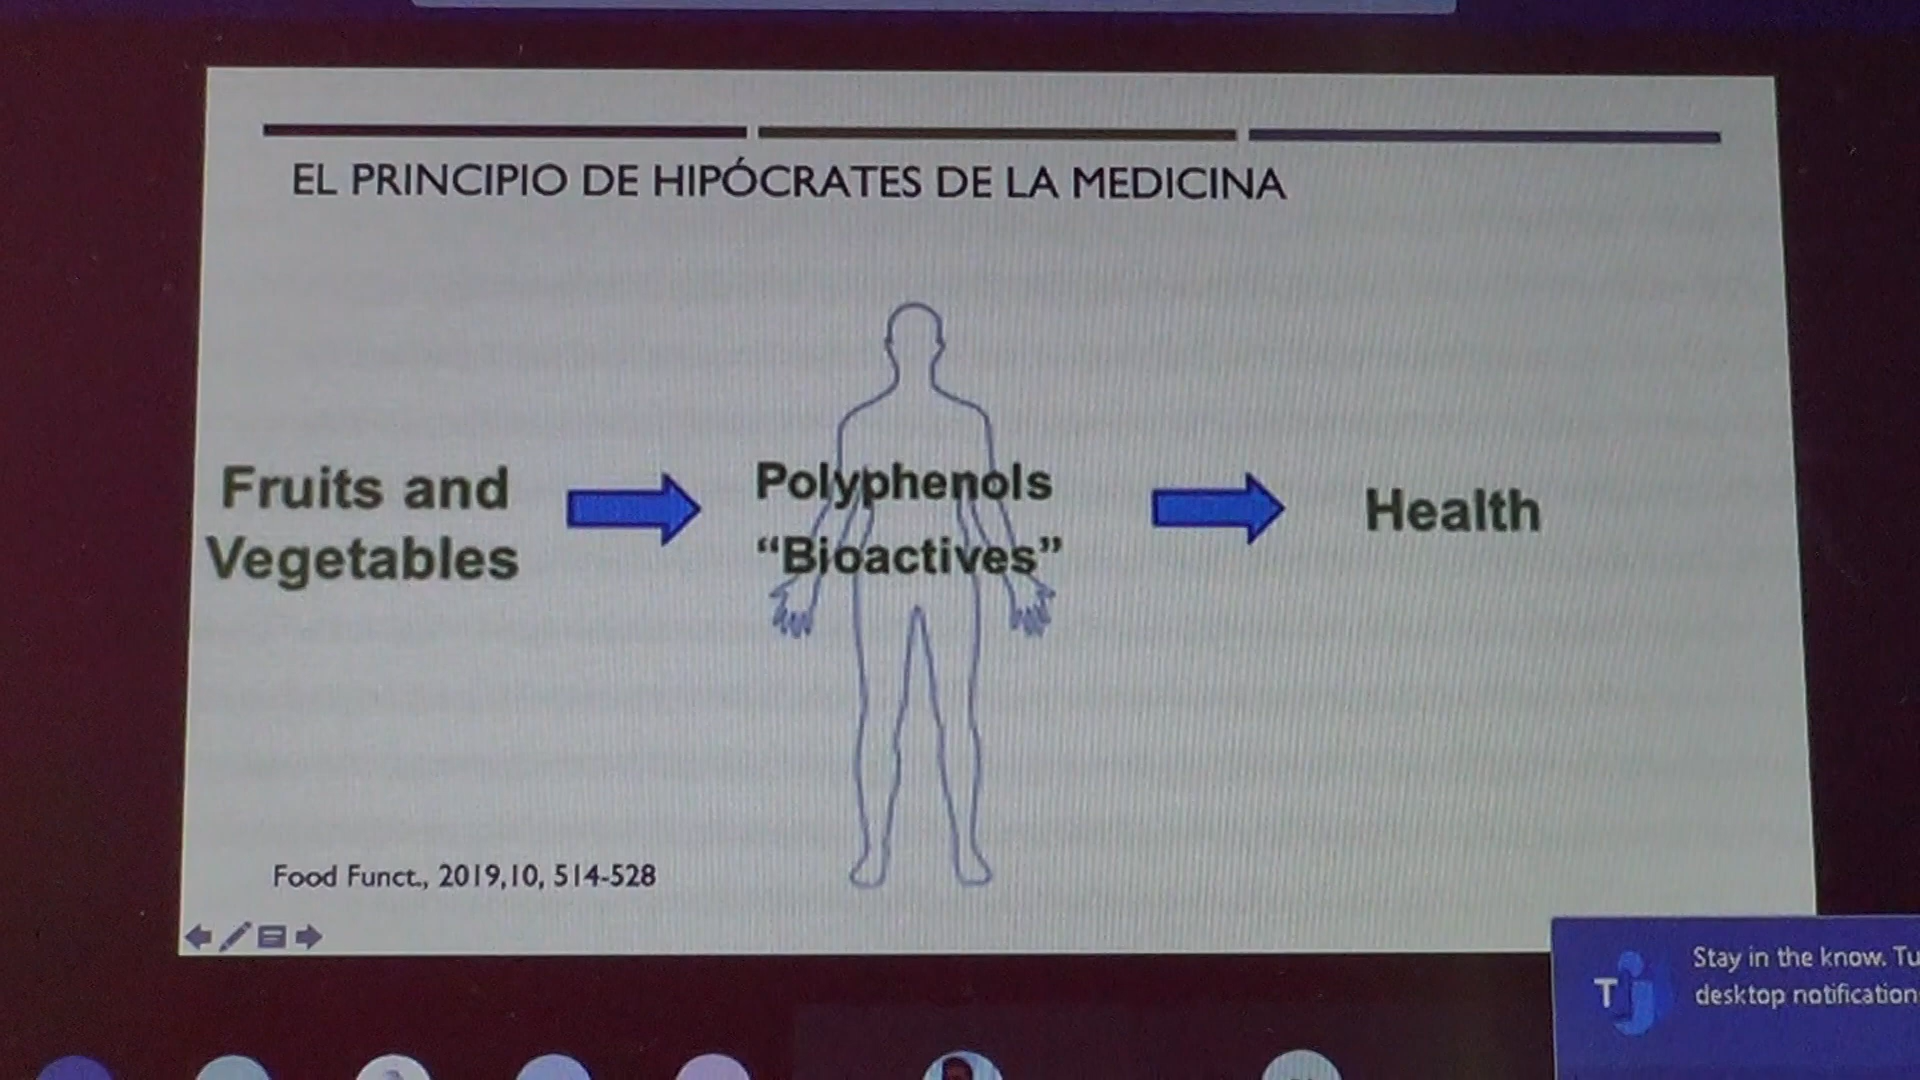 EL PRINCIPIO DE HIPÓCRATES DE LA MEDICINA
Fruits and
Vegetables
Polyphenols
“Bioactives”
Health
Food Funct., 2019,10, 514-528
Stay in the know. Tu
desktop notification
T